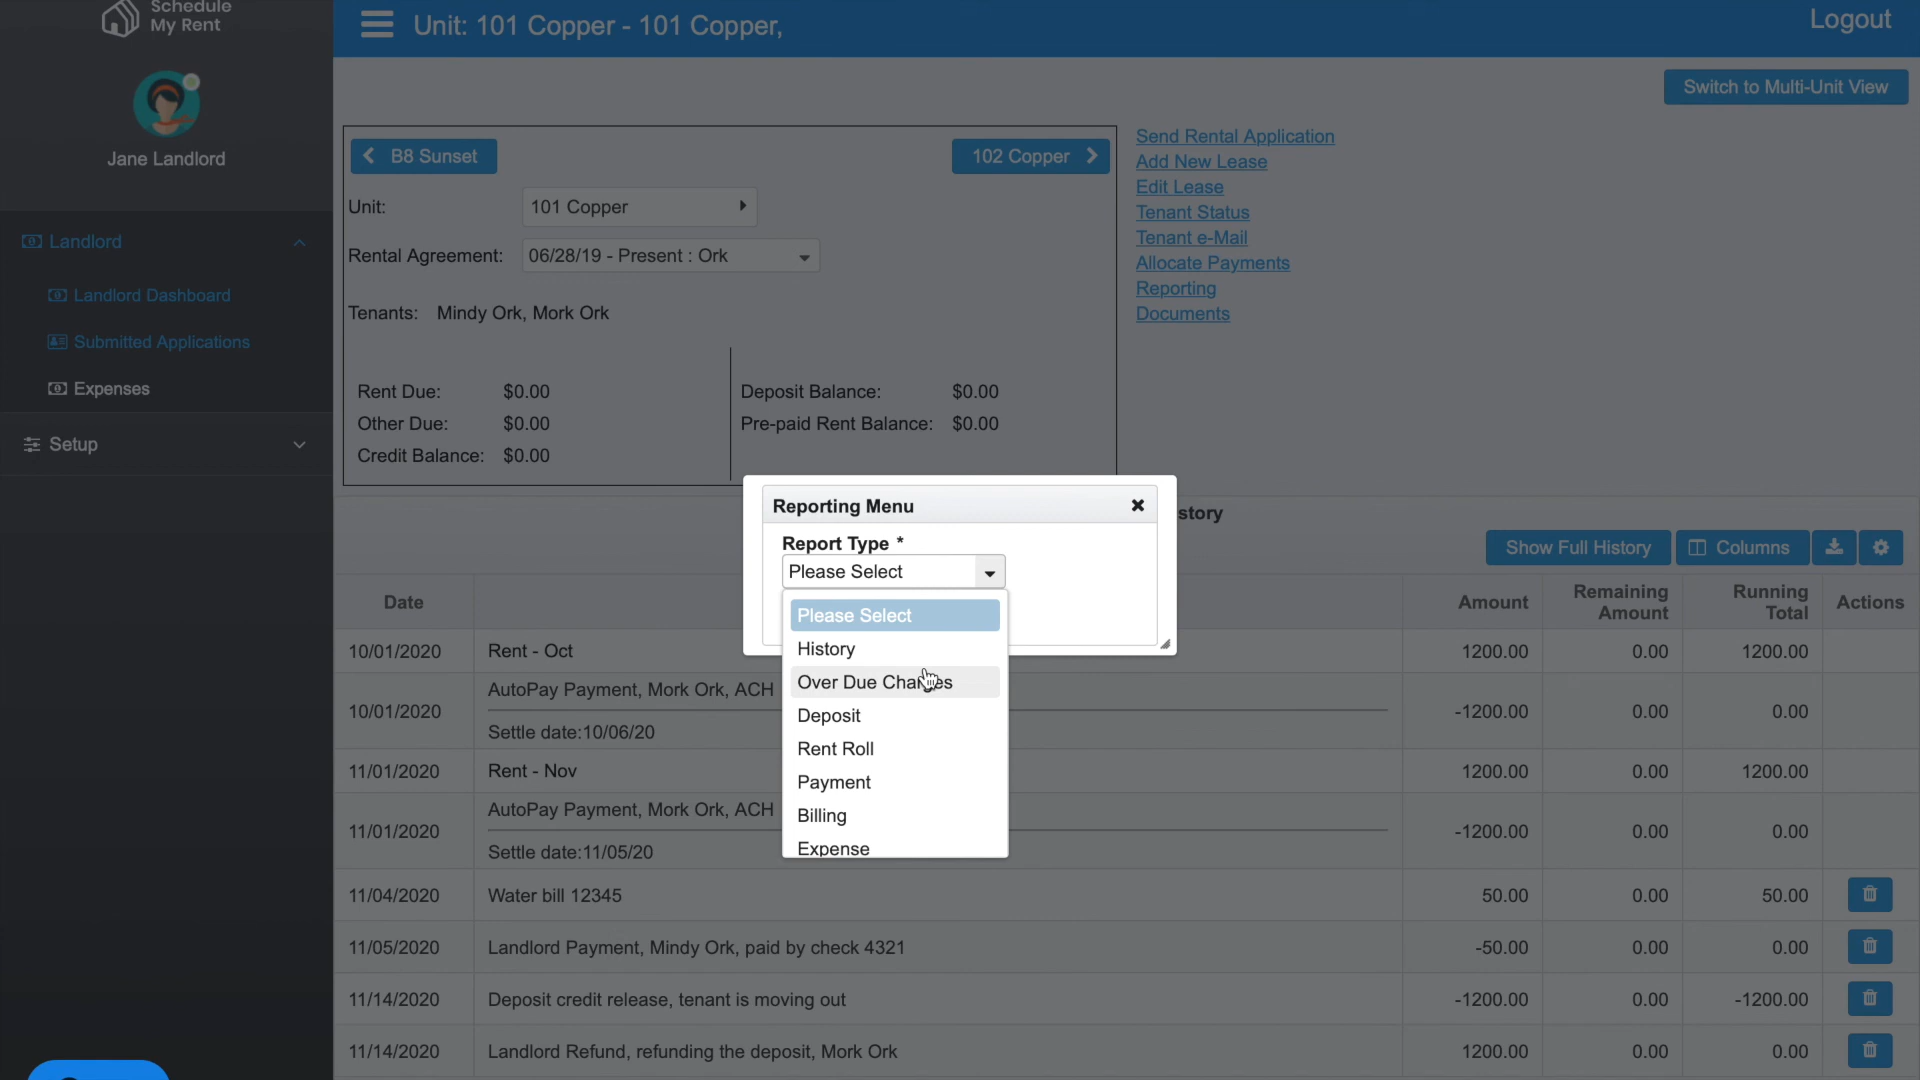 Schedule
My Rent
Unit: 101 Copper - 101 Copper,
Logout
Switch to Multi-Unit View
Jane Landlord
Landlord
Landlord Dashboard
Submitted Applications
Expenses
Setup
B8 Sunset
102 Copper
Unit:
101 Copper
Rental Agreement:
06/28/19 - Present : Ork
Tenants: Mindy Ork, Mork Ork
Rent Due: $0.00
Other Due: $0.00
Credit Balance: $0.00
Deposit Balance: $0.00
Pre-paid Rent Balance: $0.00
Send Rental Application
Add New Lease
Edit Lease
Tenant Status
Tenant e-Mail
Allocate Payments
Reporting
Documents
story
Show Full History
Columns
Reporting Menu
Report Type *
Please Select
Please Select
History
Over Due Charges
Deposit
Rent Roll
Payment
Billing
Expense
Date
Amount
Remaining
Amount
Running
Total
Actions
10/01/2020 Rent - Oct 1200.00 0.00 1200.00
10/01/2020 AutoPay Payment, Mork Ork, ACH -1200.00 0.00 0.00
Settle date:10/06/20
11/01/2020 Rent - Nov 1200.00 0.00 1200.00
11/01/2020 AutoPay Payment, Mork Ork, ACH -1200.00 0.00 0.00
Settle date:11/05/20
11/04/2020 Water bill 12345 50.00 0.00 50.00
11/05/2020 Landlord Payment, Mindy Ork, paid by check 4321 -50.00 0.00 0.00
11/14/2020 Deposit credit release, tenant is moving out -1200.00 0.00 -1200.00
11/14/2020 Landlord Refund, refunding the deposit, Mork Ork 1200.00 0.00 0.00